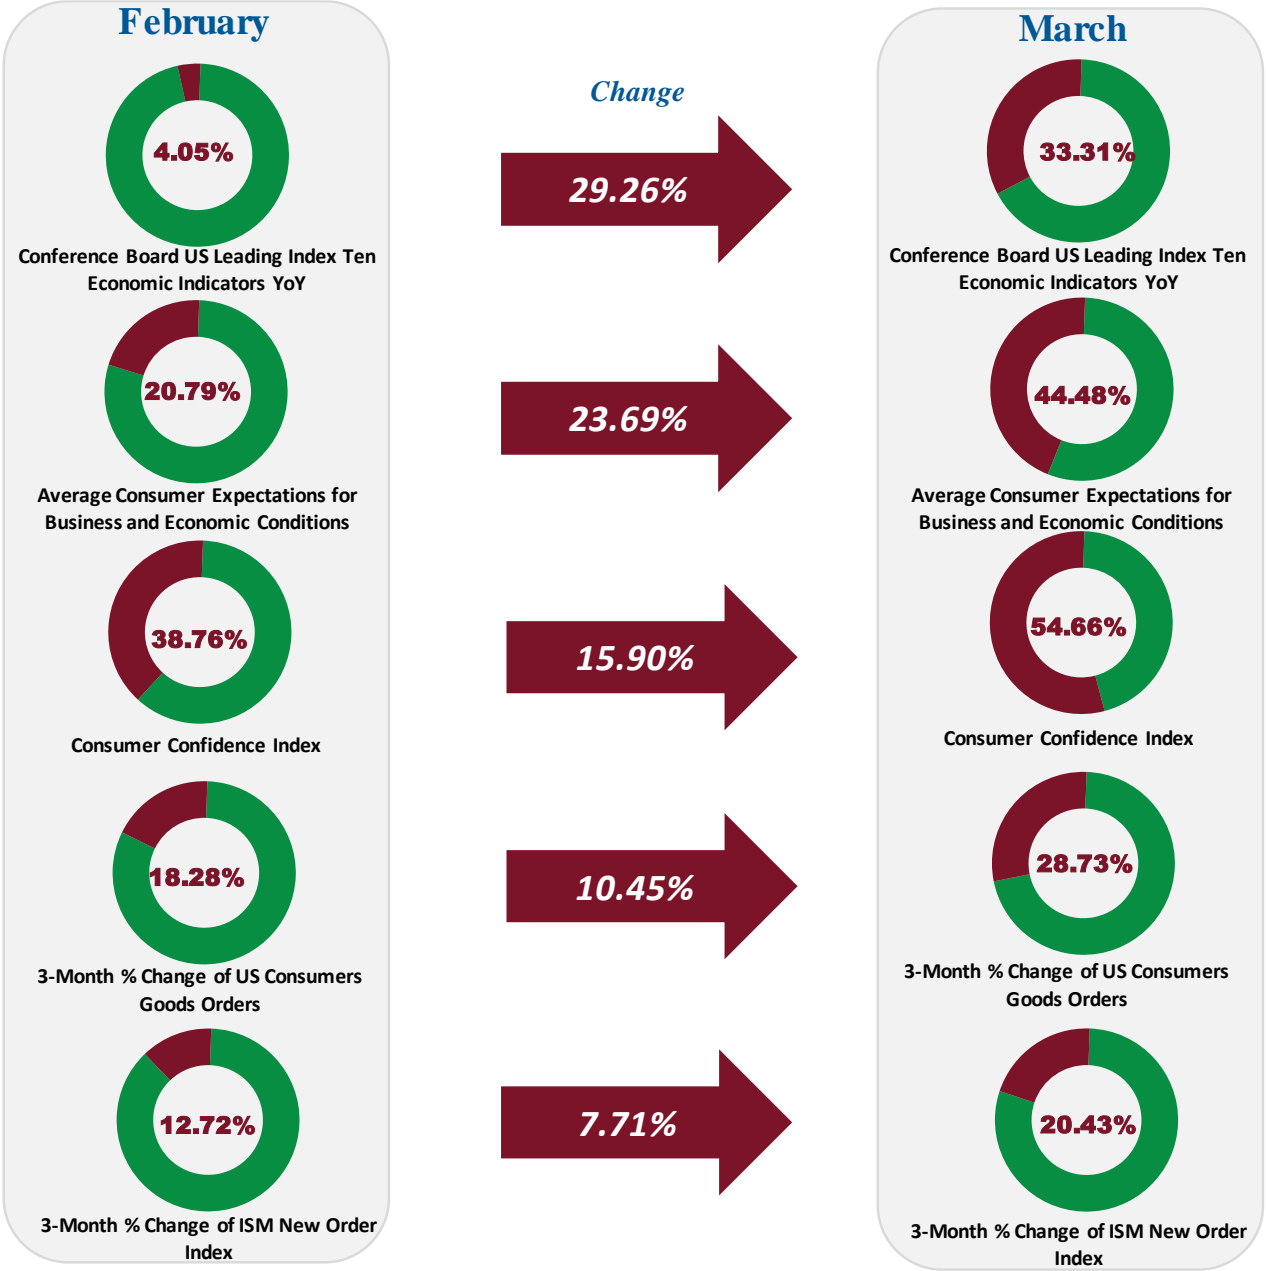 February
Change
March
4.05%
29.26%
33.31%
Conference Board US Leading Index Ten
Economic Indicators YoY
Conference Board US Leading Index Ten
Economic Indicators YoY
20.79%
23.69%
44.48%
Average Consumer Expectations for
Business and Economic Conditions
Average Consumer Expectations for
Business and Economic Conditions
38.76%
15.90%
54.66%
Consumer Confidence Index
Consumer Confidence Index
18.28%
10.45%
28.73%
3-Month % Change of US Consumers
Goods Orders
3-Month % Change of US Consumers
Goods Orders
12.72%
7.71%
20.43%
3-Month % Change of ISM New Order
Index
3-Month % Change of ISM New Order
Index